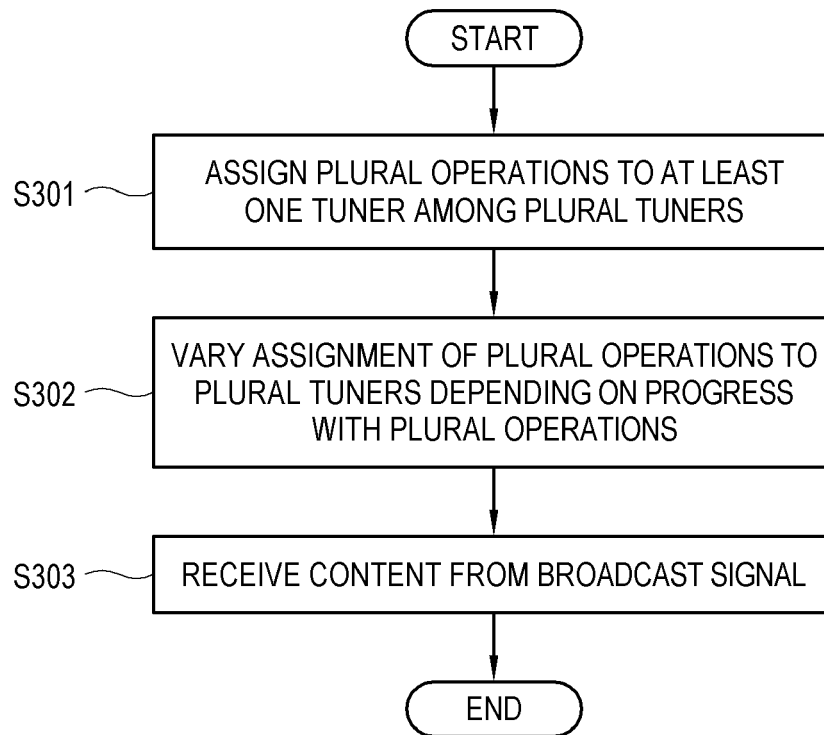 START
S301
ASSIGN PLURAL OPERATIONS TO AT LEAST
ONE TUNER AMONG PLURAL TUNERS
S302
VARY ASSIGNMENT OF PLURAL OPERATIONS TO
PLURAL TUNERS DEPENDING ON PROGRESS
WITH PLURAL OPERATIONS
S303
RECEIVE CONTENT FROM BROADCAST SIGNAL
END